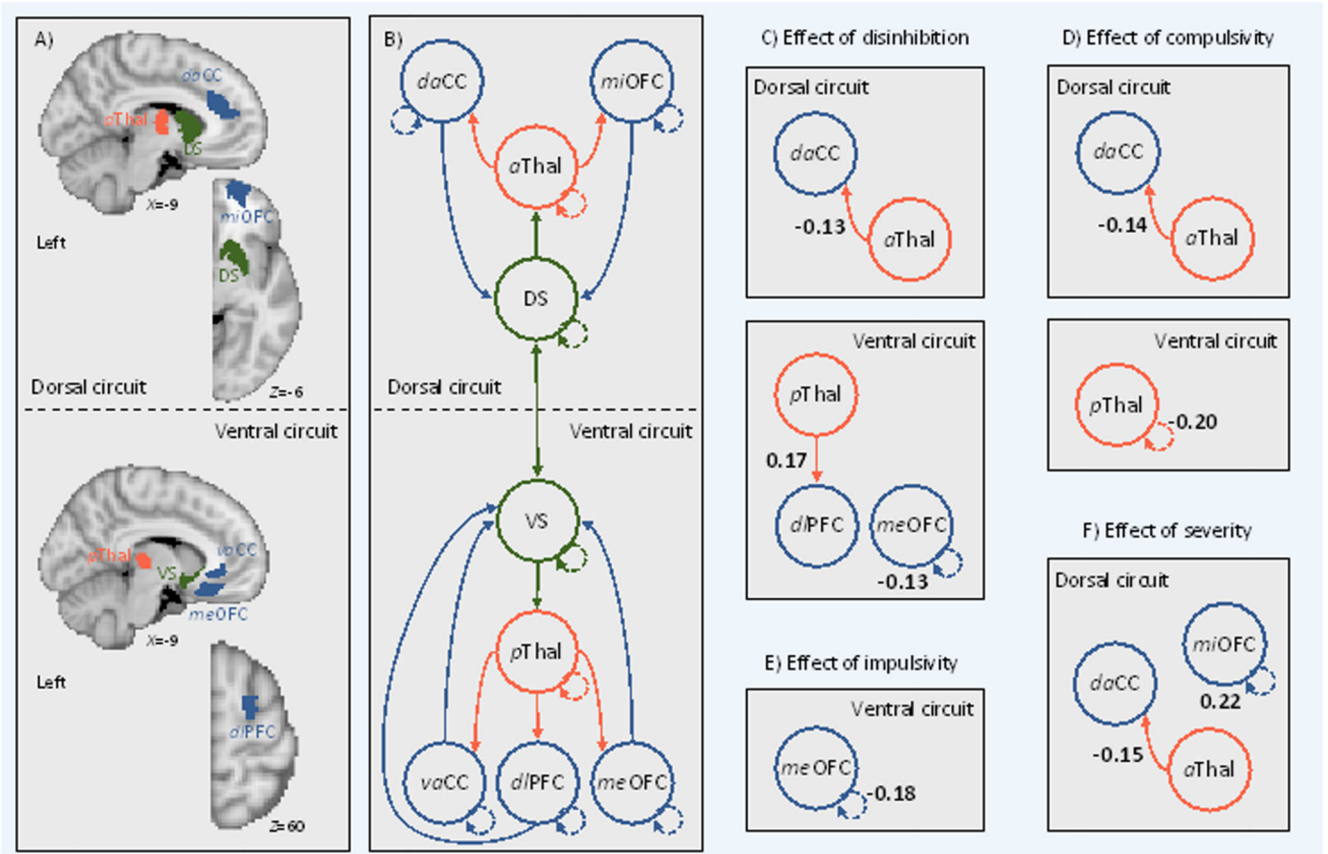 A)
daCC
pThal
DS
X=-9
miOFC
Left
DS
Z=-6
Dorsal circuit
Ventral circuit
vaCC
pThal
VS
meOFC
X=-9
Left
dlPFC
Z=60
B)
daCC
miOFC
aThal
DS
Dorsal circuit
Ventral circuit
VS
pThal
vaCC
dlPFC
meOFC
C) Effect of disinhibition
Dorsal circuit
daCC
-0.13
aThal
Ventral circuit
pThal
0.17
dlPFC
meOFC
-0.13
D) Effect of compulsivity
Dorsal circuit
daCC
-0.14
aThal
Ventral circuit
pThal
-0.20
E) Effect of impulsivity
Ventral circuit
meOFC
-0.18
F) Effect of severity
Dorsal circuit
miOFC
daCC
0.22
-0.15
aThal